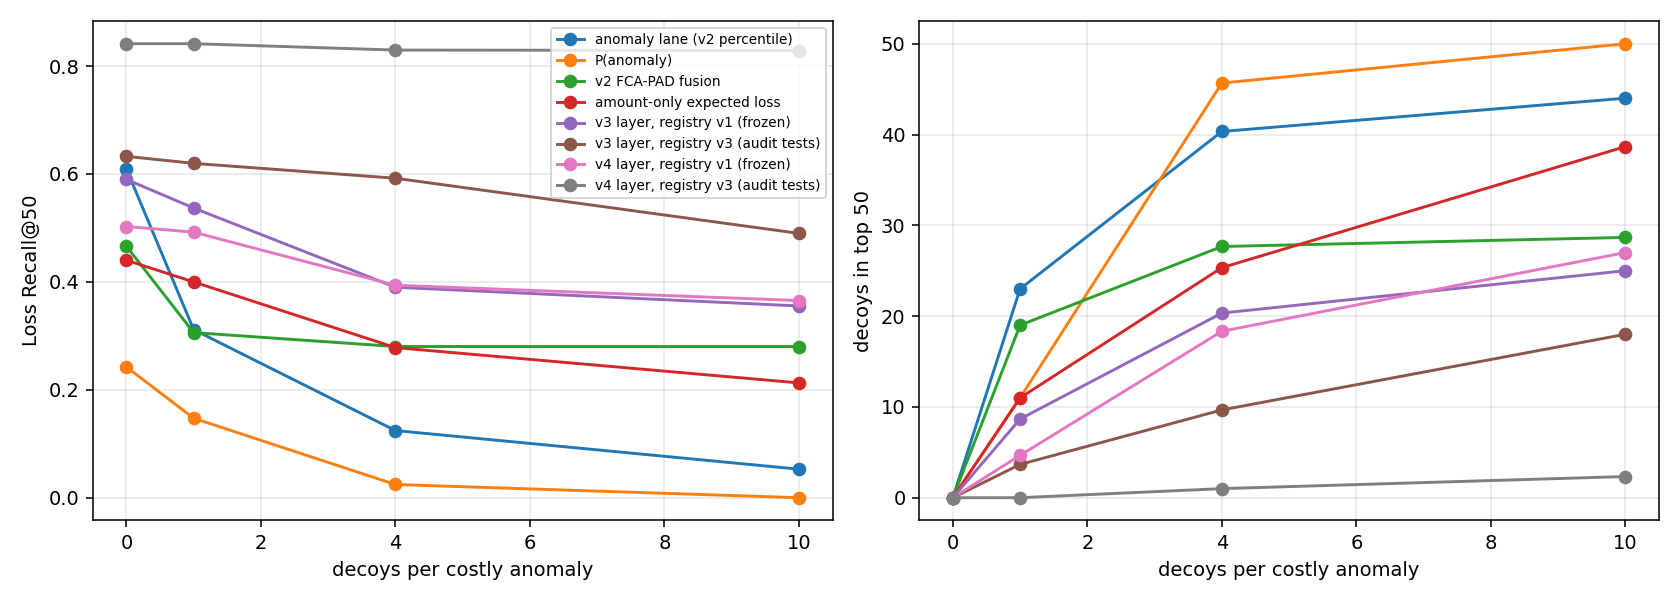 0.8
0.6
0.4
0.2
0.0
Loss Recall@50
0 2 4 6 8 10
decoys per costly anomaly
anomaly lane (v2 percentile)
P(anomaly)
v2 FCA-PAD fusion
amount-only expected loss
v3 layer, registry v1 (frozen)
v3 layer, registry v3 (audit tests)
v4 layer, registry v1 (frozen)
v4 layer, registry v3 (audit tests)
50
40
30
20
10
0
decoys in top 50
0 2 4 6 8 10
decoys per costly anomaly